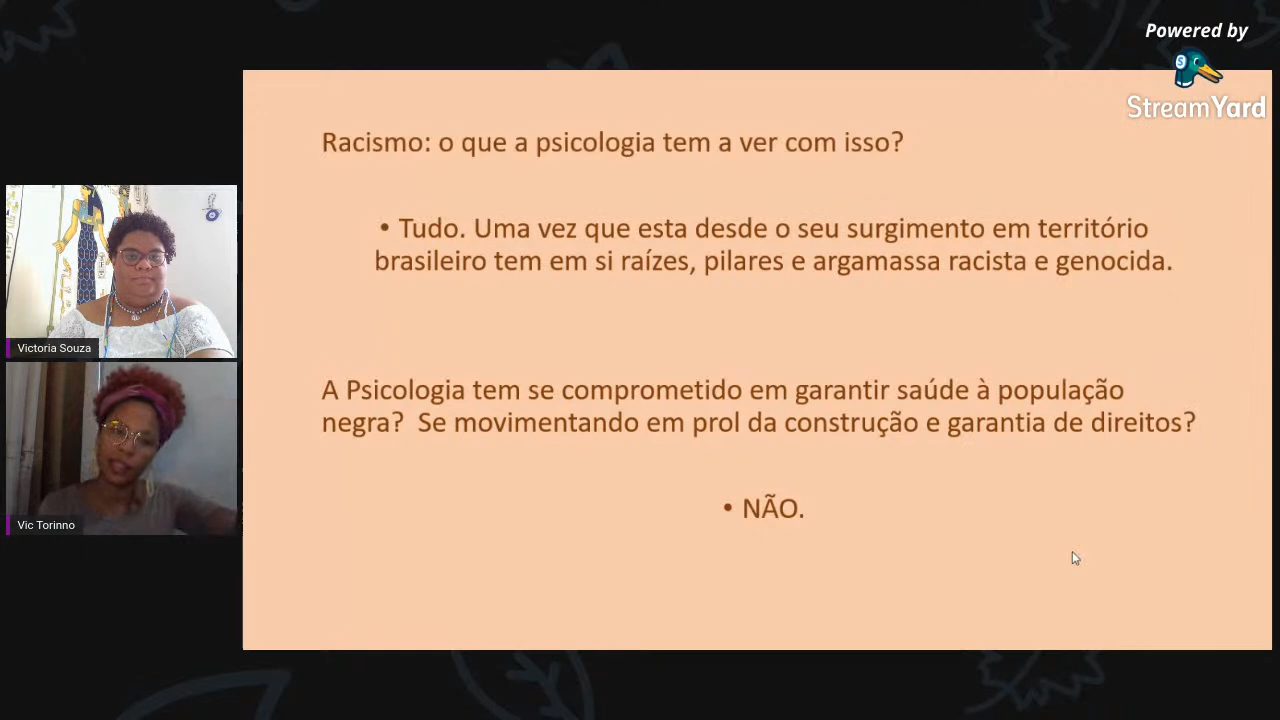 Powered by
StreamYard
Racismo: o que a psicologia tem a ver com isso?
• Tudo. Uma vez que esta desde o seu surgimento em território
brasileiro tem em si raízes, pilares e argamassa racista e genocida.
A Psicologia tem se comprometido em garantir saúde à população
negra?  Se movimentando em prol da construção e garantia de direitos?
• NÃO.
Victoria Souza
Vic Torinno